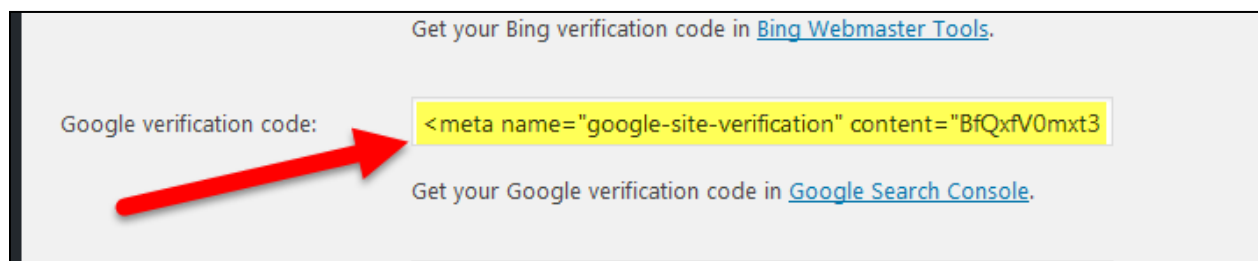 Get your Bing verification code in Bing Webmaster Tools.
Google verification code:
<meta name="google-site-verification" content="BfQxfV0mxt3
Get your Google verification code in Google Search Console.